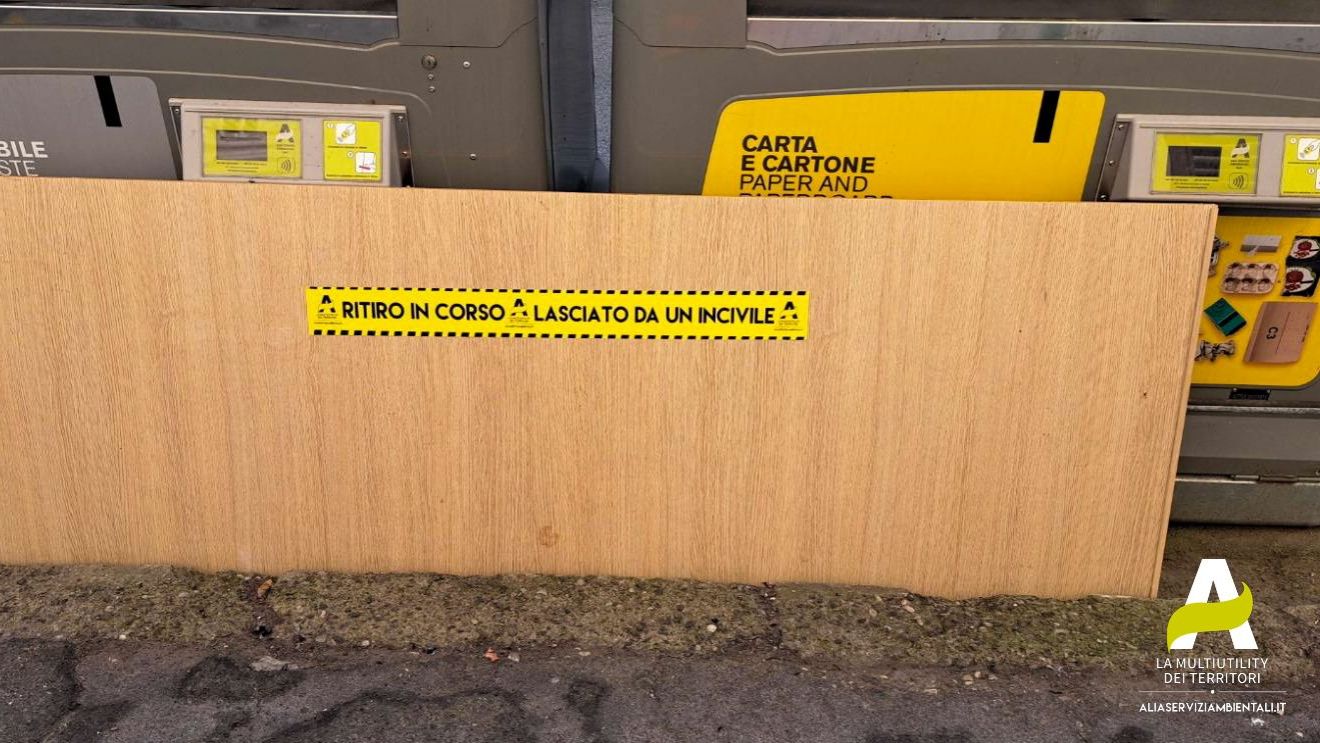 BILE
STE
CARTA
E CARTONE
PAPER AND
RITIRO IN CORSO LASCIATO DA UN INCIVILE
C3
LA MULTIUTILITY
DEI TERRITORI
ALIASERVIZIAMBIENTALI.IT